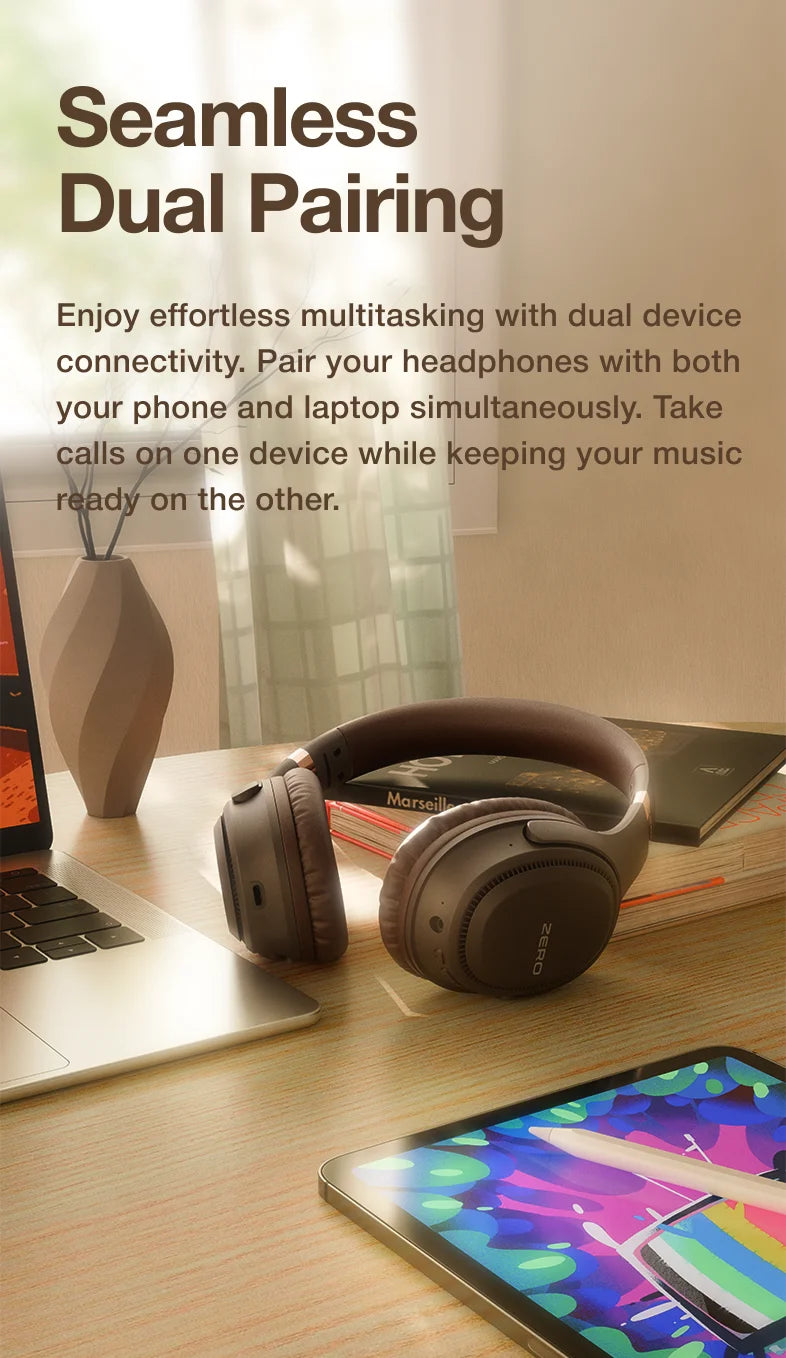 Seamless
Dual Pairing
Enjoy effortless multitasking with dual device
connectivity. Pair your headphones with both
your phone and laptop simultaneously. Take
calls on one device while keeping your music
ready on the other.
ZERO